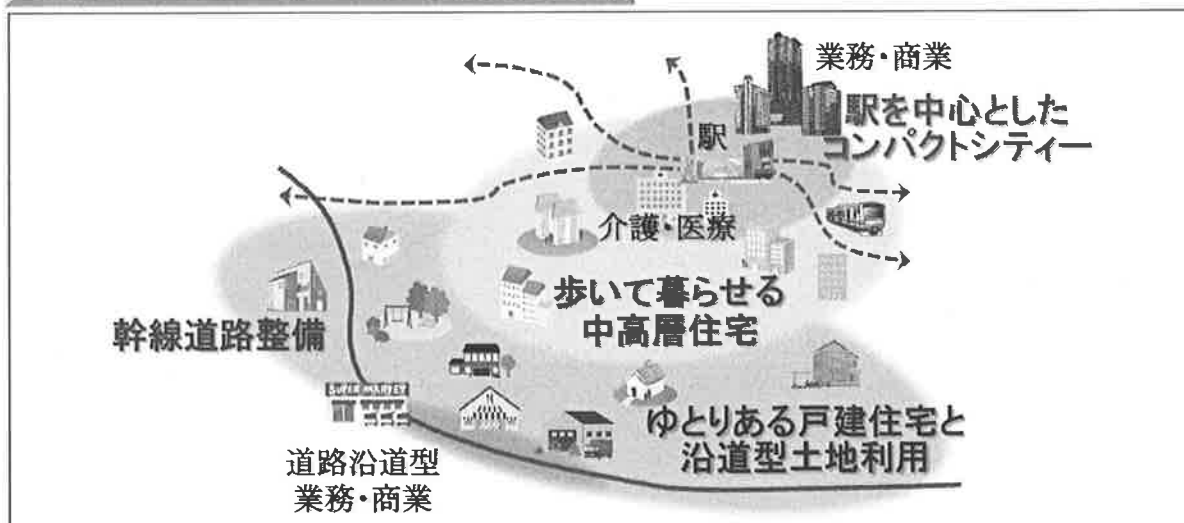 業務・商業
駅を中心とした
コンパクトシティー
駅
介護・医療
歩いて暮らせる
中高層住宅
幹線道路整備
SUPER MARKET
ゆとりある戸建住宅と
沿道型土地利用
道路沿道型
業務・商業